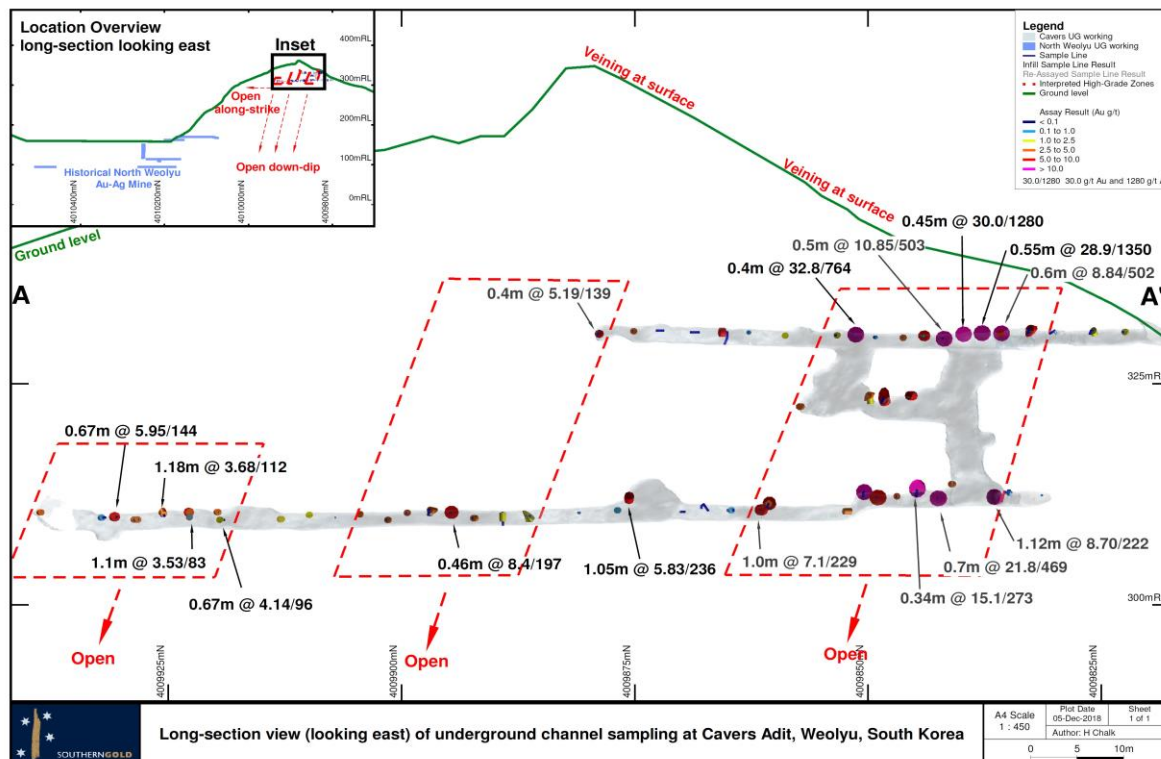 Location Overview
long-section looking east
Inset
400mRL
300mRL
200mRL
100mRL
0mRL
Open
along-strike
Open down-dip
Historical North Weolyu
Au-Ag Mine
4010400mN
4010200mN
4010000mN
4009800mN
Legend
Cavers UG working
North Weolyu UG working
Sample Line
Infill Sample Line Result
Re-Assayed Sample Line Result
Interpreted High-Grade Zones
Ground level
Assay Result (Au g/t)
< 0.1
0.1 to 1.0
1.0 to 2.5
2.5 to 5.0
5.0 to 10.0
> 10.0
30.0/1280 30.0 g/t Au and 1280 g/t A
Veining at surface
Veining at surface
Ground level
A
A'
0.45m @ 30.0/1280
0.5m @ 10.85/503
0.55m @ 28.9/1350
0.4m @ 32.8/764
0.6m @ 8.84/502
0.4m @ 5.19/139
325mR
0.67m @ 5.95/144
1.18m @ 3.68/112
1.1m @ 3.53/83
0.67m @ 4.14/96
0.46m @ 8.4/197
1.05m @ 5.83/236
1.0m @ 7.1/229
1.12m @ 8.70/222
0.7m @ 21.8/469
0.34m @ 15.1/273
300mR
Open
Open
Open
4009925mN
4009900mN
4009875mN
4009850mN
4009825mN
SOUTHERNGOLD
Long-section view (looking east) of underground channel sampling at Cavers Adit, Weolyu, South Korea
A4 Scale
1 : 450
Plot Date
05-Dec-2018
Sheet
1 of 1
Author: H Chalk
0 5 10m